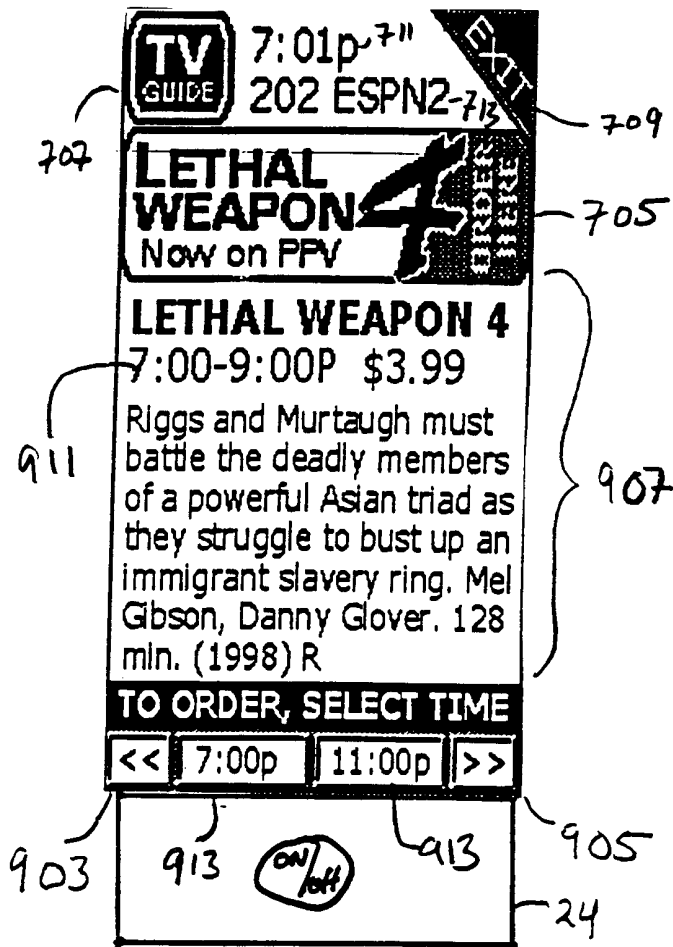 TV
GUIDE
7:01p 711
202 ESPN2-713
EXIT
709
707
LETHAL
WEAPON 4
Now on PPV
705
LETHAL WEAPON 4
7:00-9:00P $3.99
911
Riggs and Murtaugh must
battle the deadly members
of a powerful Asian triad as
they struggle to bust up an
immigrant slavery ring. Mel
Gibson, Danny Glover. 128
min. (1998) R
907
TO ORDER, SELECT TIME
<< 7:00p 11:00p >>
903 913 913 905
ON/Off
24